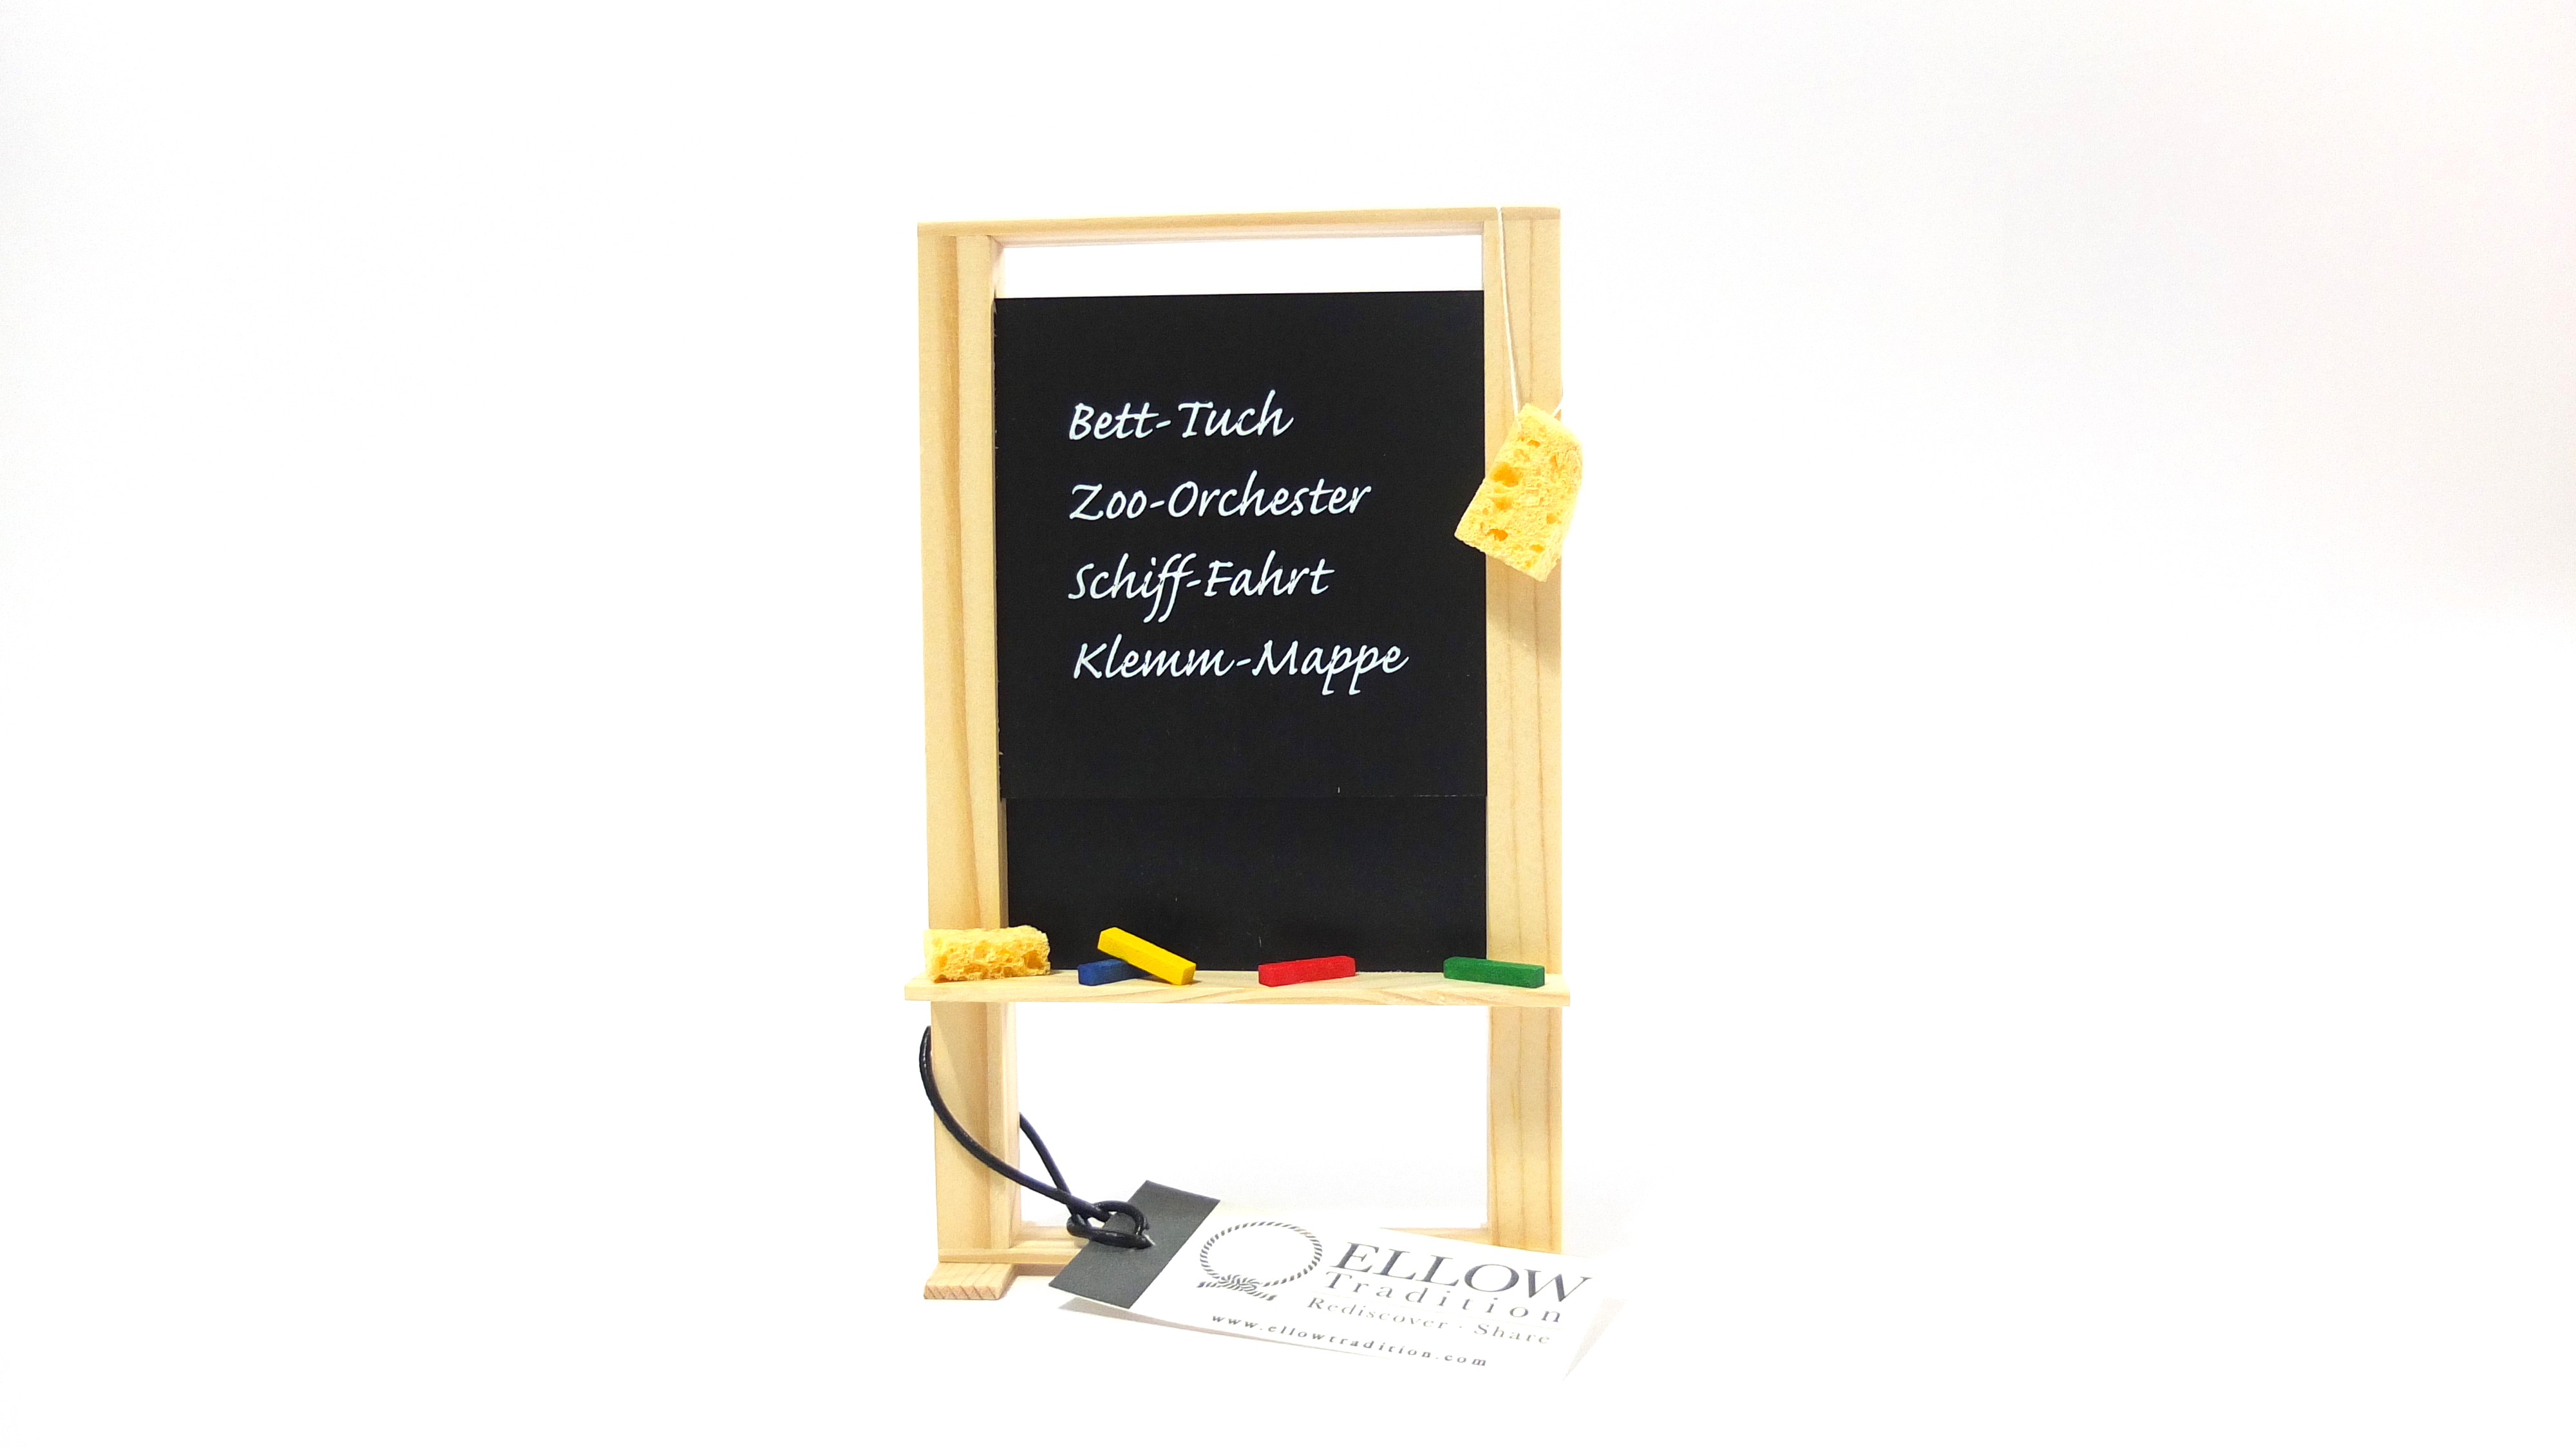 Bett-Tuch
Zoo-Orchester
Schiff-Fahrt
Klemm-Mappe
ELLOW
Tradition
Rediscover · Share
www.ellowtradition.com